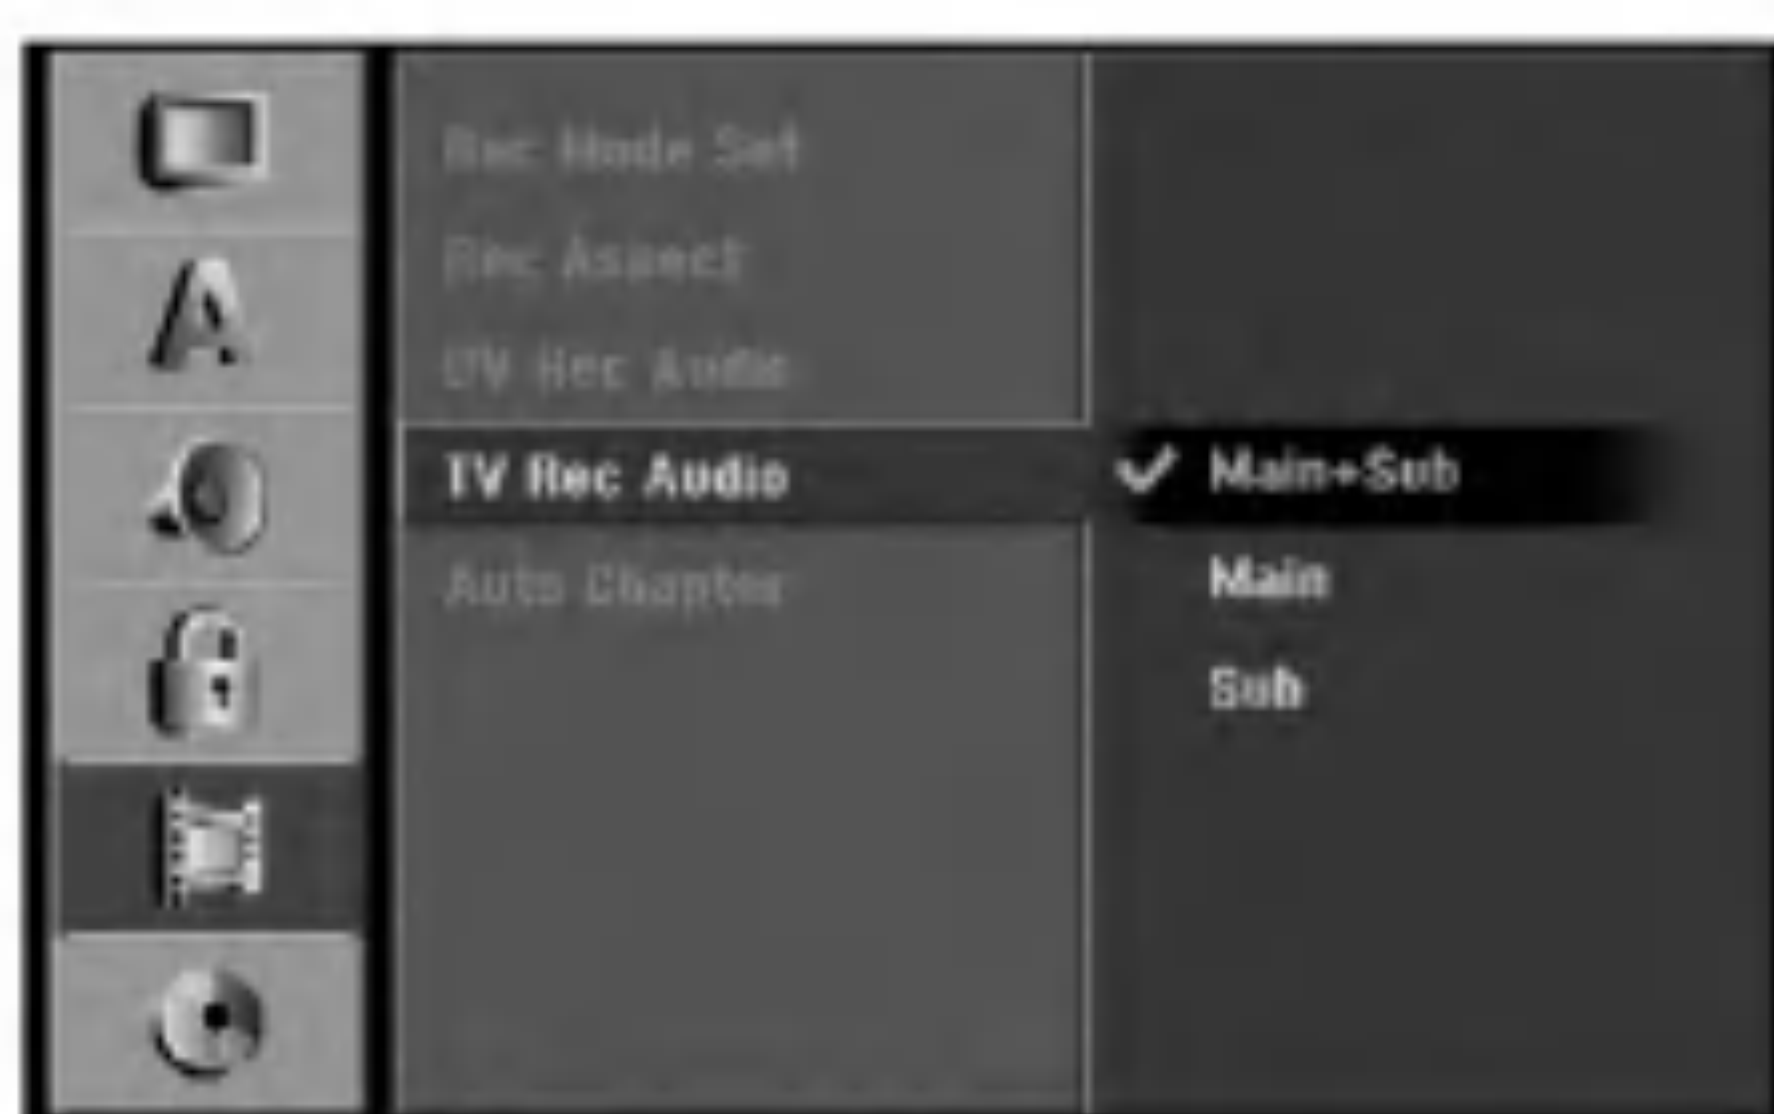 Rec Mode Set
Rec Aspect
DV Rec Audio
TV Rec Audio
Main+Sub
Main
Auto Chapter
Sub